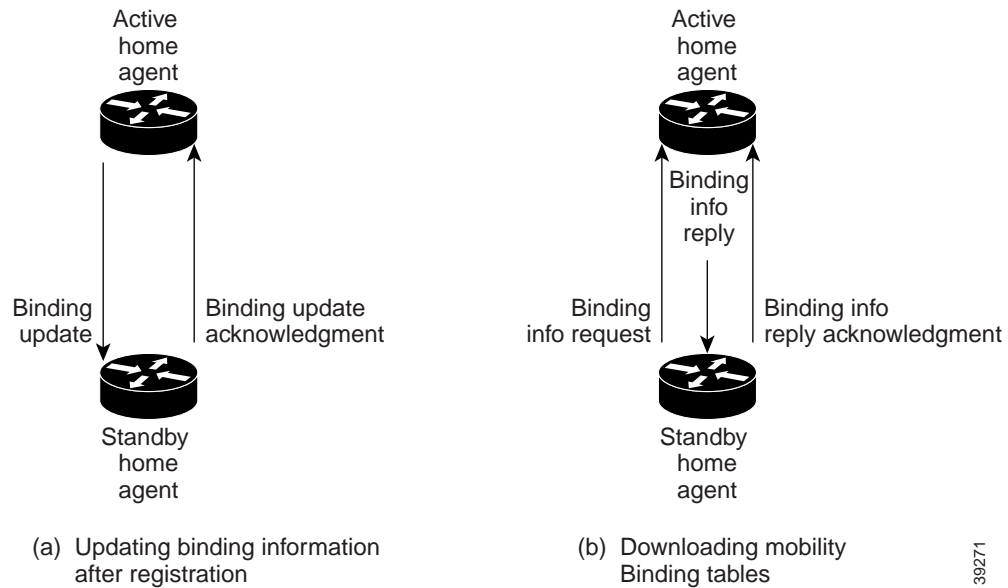 Active
home
agent
Binding
update
Binding update
acknowledgment
Standby
home
agent
(a) Updating binding information
after registration
Active
home
agent
Binding
info
reply
Binding
info request
Binding info
reply acknowledgment
Standby
home
agent
(b) Downloading mobility
Binding tables
39271